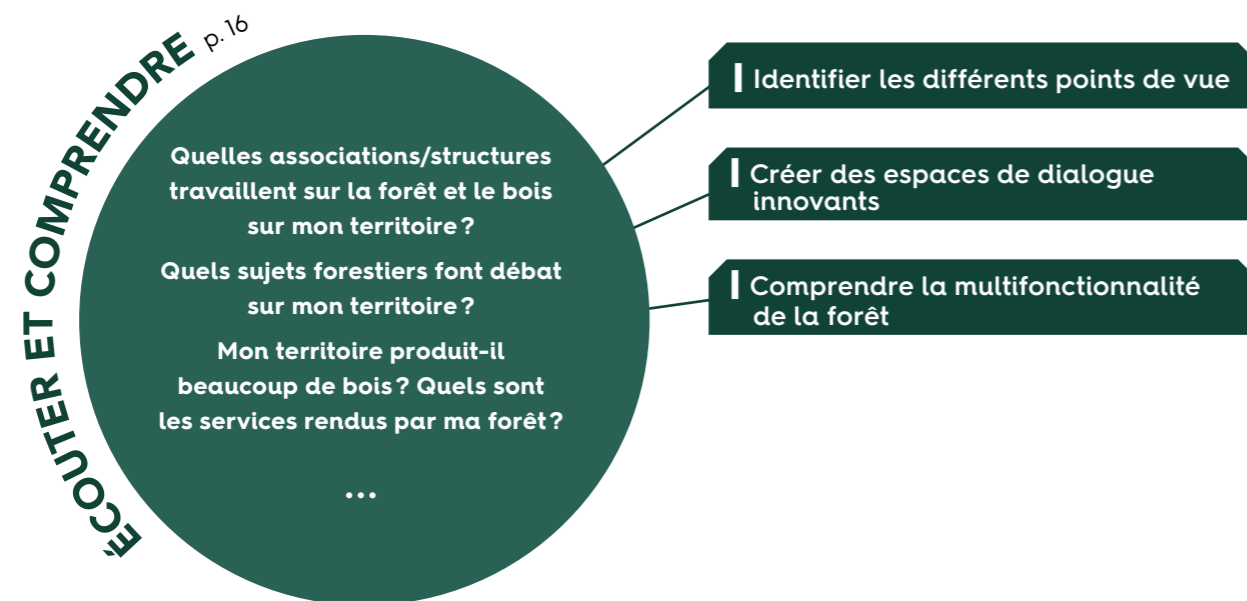 ÉCOUTER ET COMPRENDRE p. 16
Quelles associations/structures
travaillent sur la forêt et le bois
sur mon territoire ?
Quels sujets forestiers font débat
sur mon territoire ?
Mon territoire produit-il
beaucoup de bois ? Quels sont
les services rendus par ma forêt ?
...
Identifier les différents points de vue
Créer des espaces de dialogue
innovants
Comprendre la multifonctionnalité
de la forêt